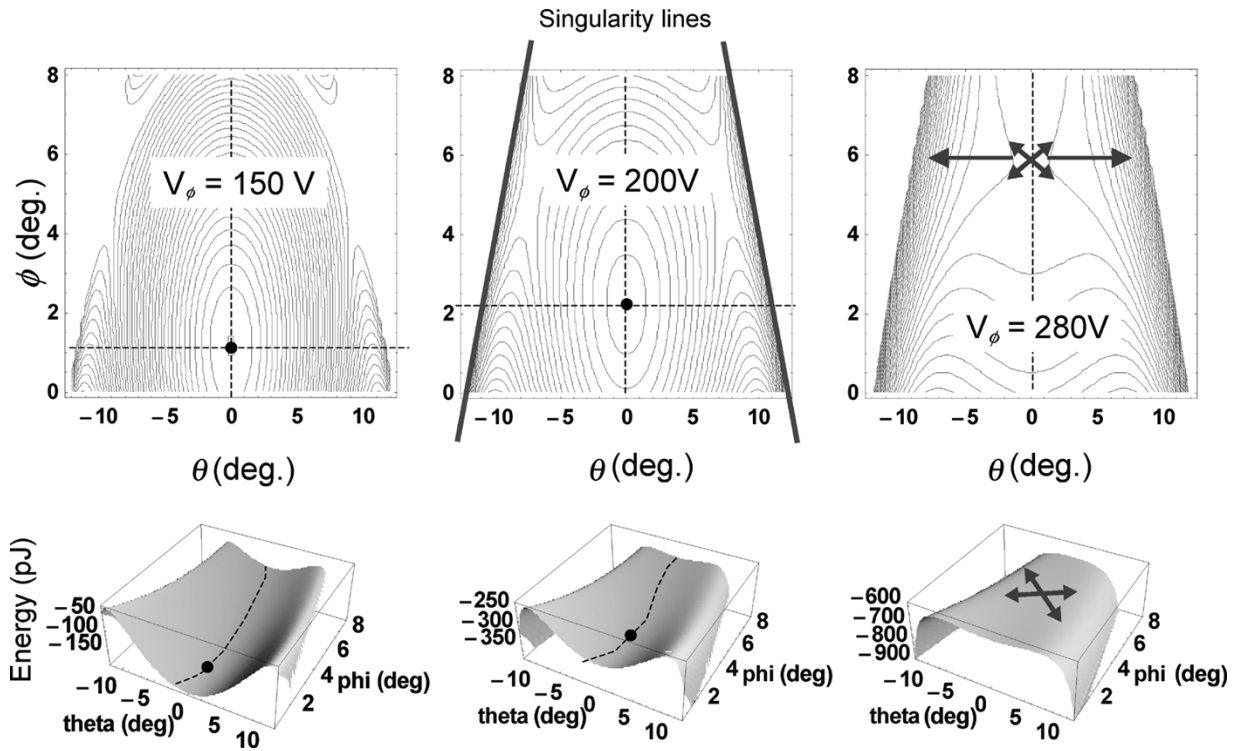 Singularity lines
8
6
4
2
0
ϕ (deg.)
V_ϕ = 150 V
−10 −5 0 5 10
θ (deg.)
8
6
4
2
0
V_ϕ = 200V
−10 −5 0 5 10
θ (deg.)
8
6
4
2
0
V_ϕ = 280V
−10 −5 0 5 10
θ (deg.)
Energy (pJ)
−50
−100
−150
−10
−5
0
5
10
theta (deg)
2
4
6
8
phi (deg)
−250
−300
−350
−10
−5
0
5
10
theta (deg)
2
4
6
8
phi (deg)
−600
−700
−800
−900
−10
−5
0
5
10
theta (deg)
2
4
6
8
phi (deg)